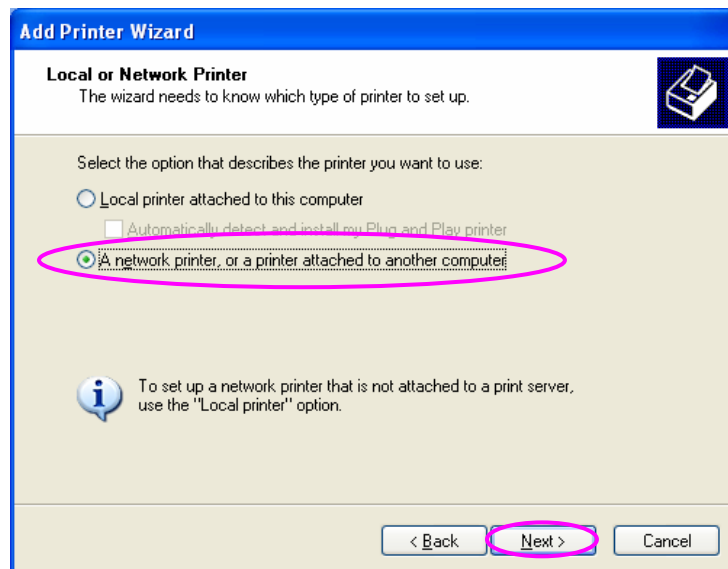 Add Printer Wizard
Local or Network Printer
The wizard needs to know which type of printer to set up.
Select the option that describes the printer you want to use:
Local printer attached to this computer
Automatically detect and install my Plug and Play printer
A network printer, or a printer attached to another computer
To set up a network printer that is not attached to a print server,
use the "Local printer" option.
< Back Next > Cancel